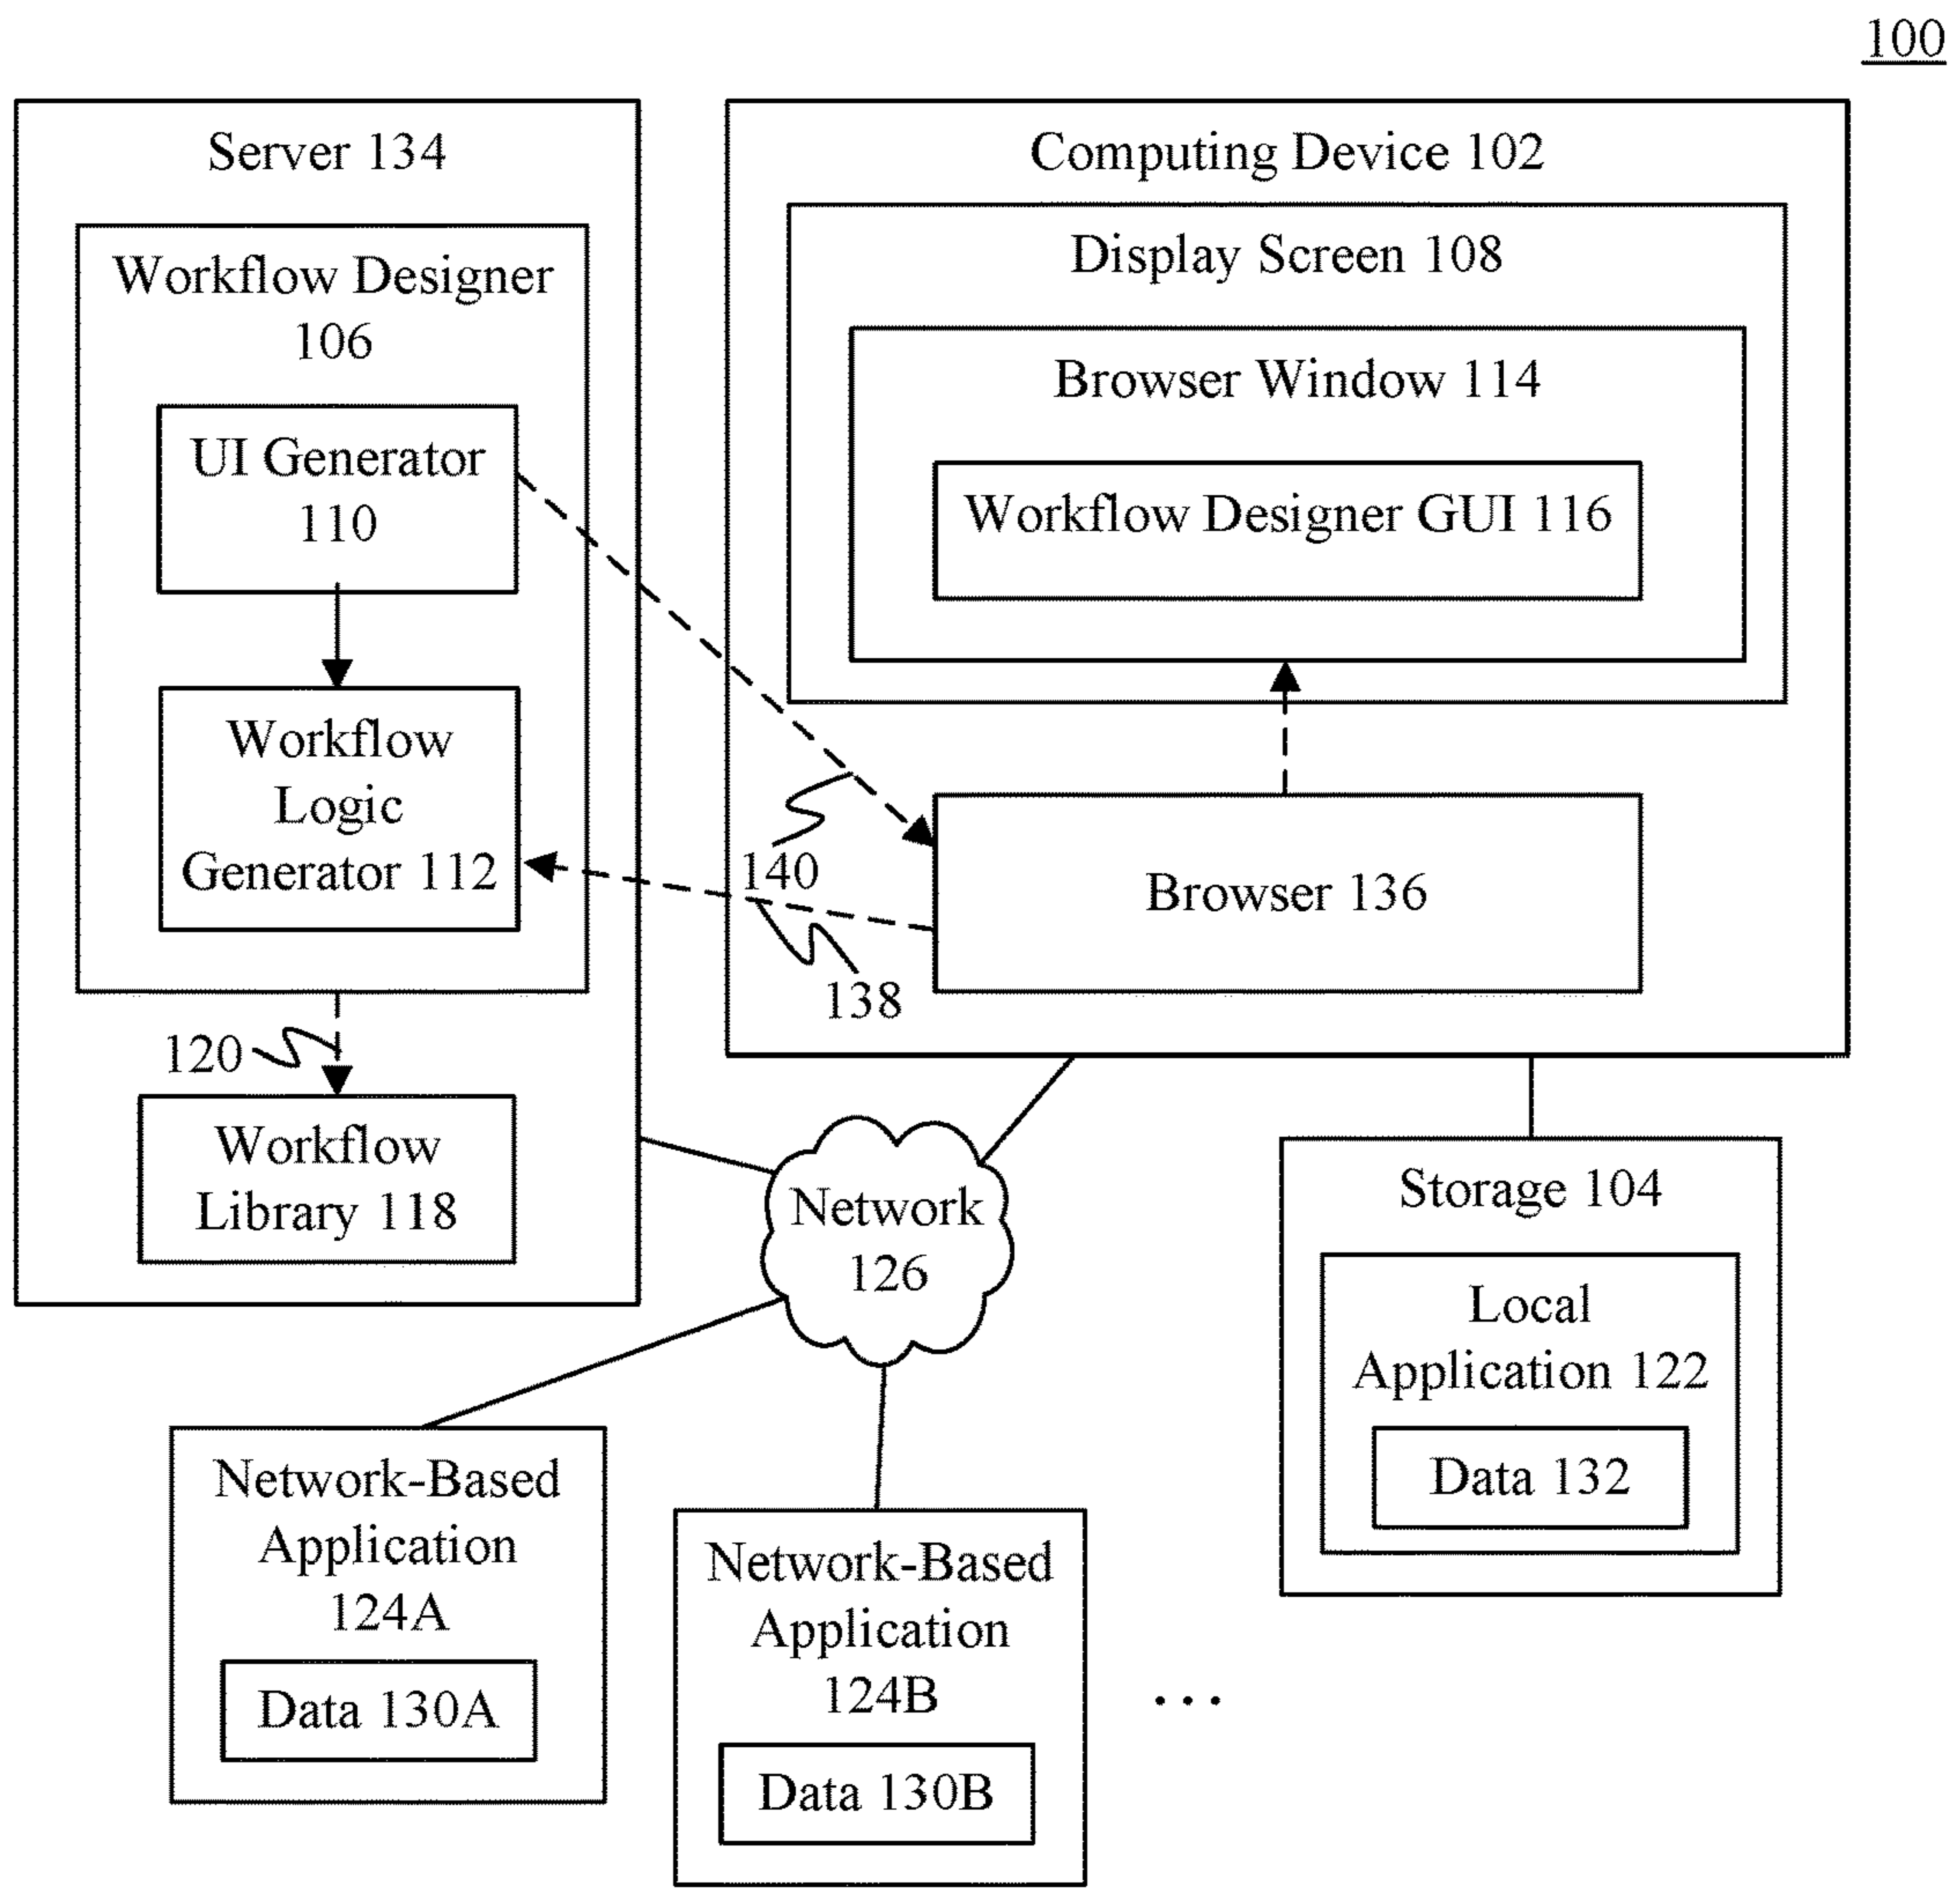 100
Server 134
Workflow Designer
106
UI Generator
110
Workflow
Logic
Generator 112
120
Workflow
Library 118
Computing Device 102
Display Screen 108
Browser Window 114
Workflow Designer GUI 116
140
Browser 136
138
Network
126
Storage 104
Local
Application 122
Data 132
Network-Based
Application
124A
Data 130A
Network-Based
Application
124B
Data 130B
...